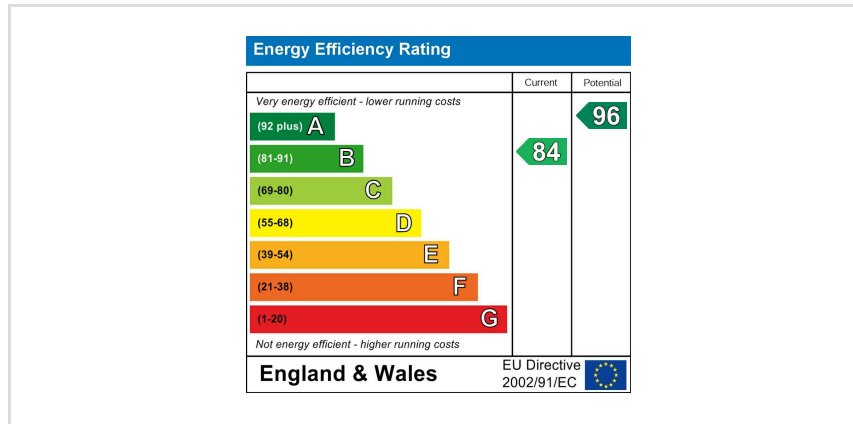 Energy Efficiency Rating
Current Potential
Very energy efficient - lower running costs
(92 plus) A
96
(81-91) B
84
(69-80) C
(55-68) D
(39-54) E
(21-38) F
(1-20) G
Not energy efficient - higher running costs
England & Wales
EU Directive
2002/91/EC